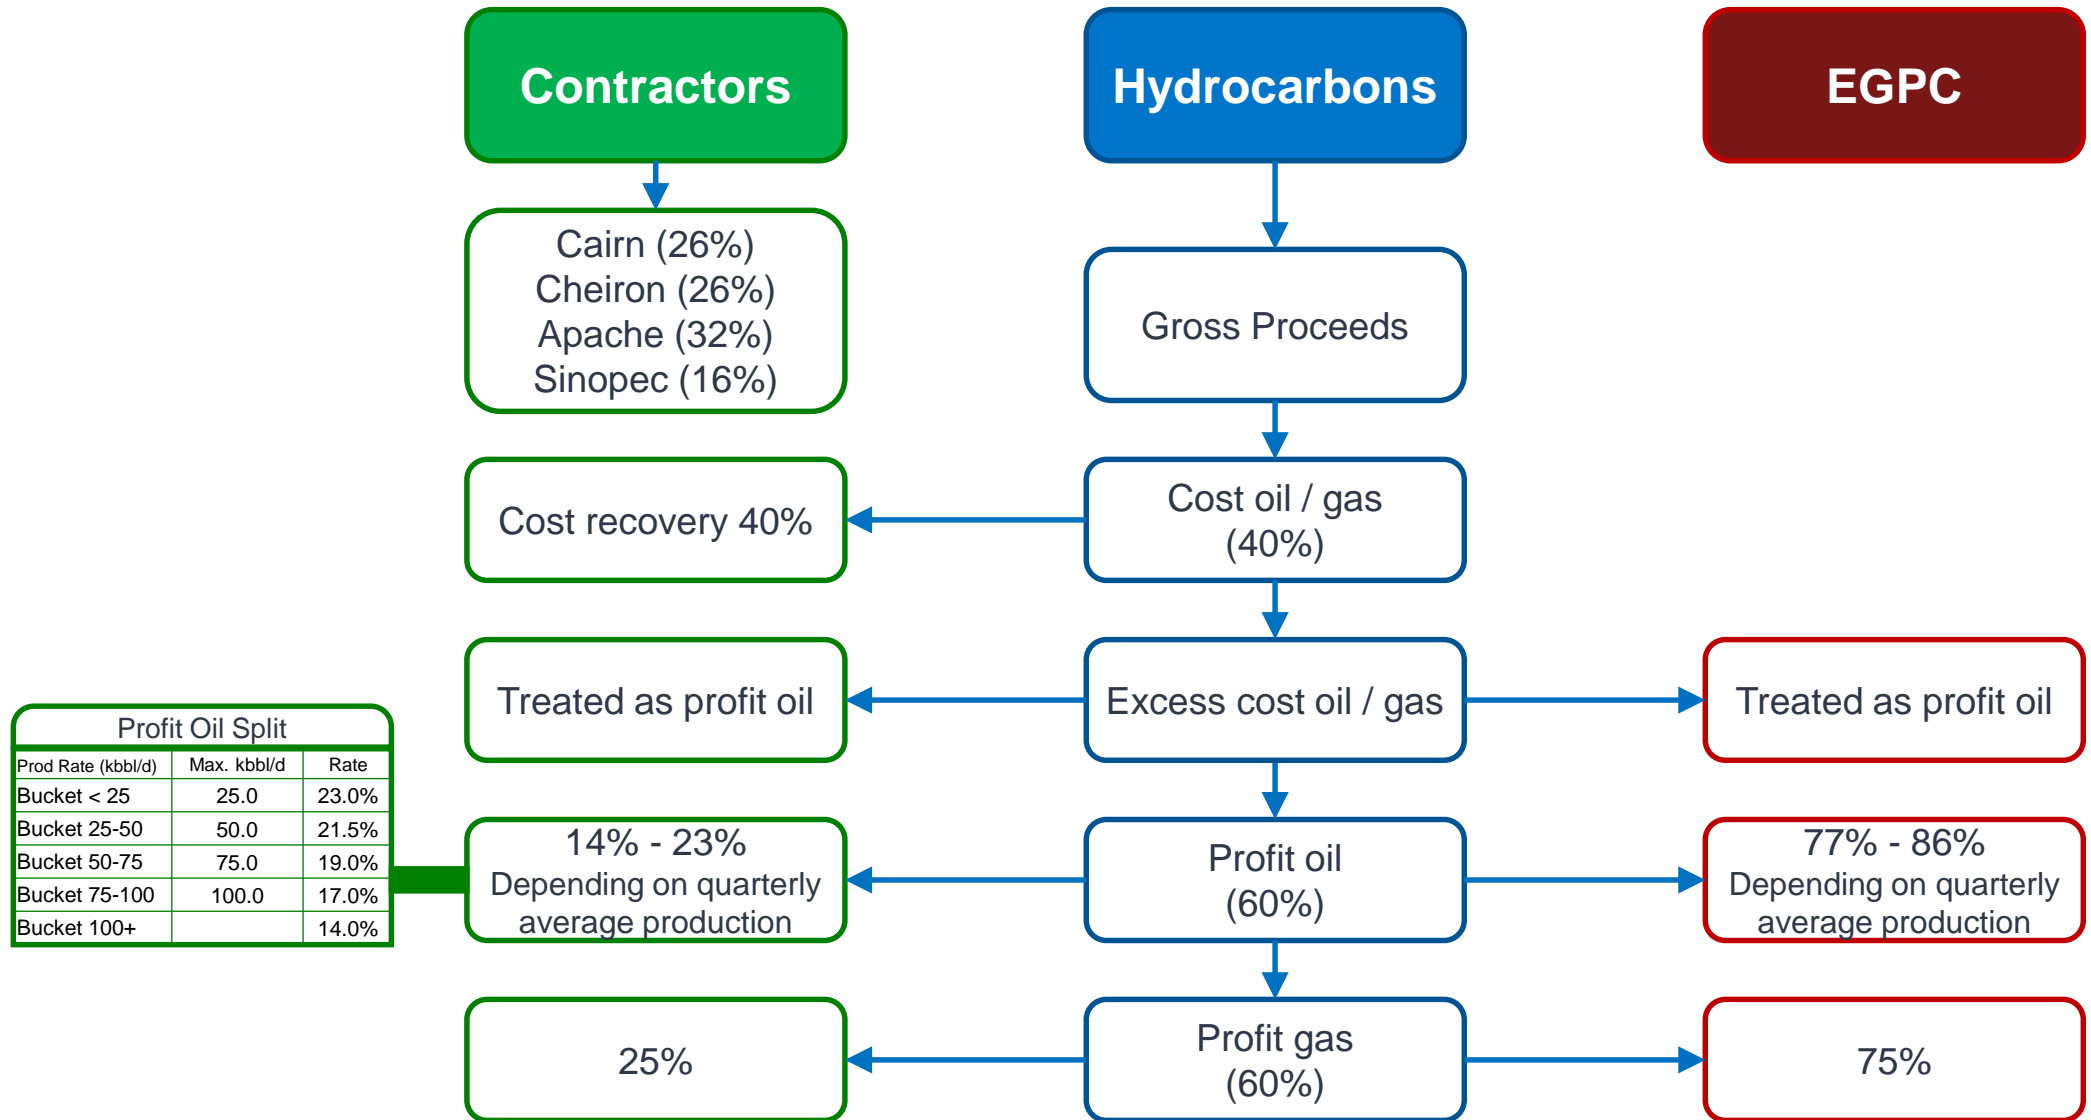 Contractors
Hydrocarbons
EGPC
Cairn (26%)
Cheiron (26%)
Apache (32%)
Sinopec (16%)
Gross Proceeds
Cost recovery 40%
Cost oil / gas
(40%)
Treated as profit oil
Excess cost oil / gas
Treated as profit oil
Profit Oil Split
Prod Rate (kbbl/d) Max. kbbl/d Rate
Bucket < 25 25.0 23.0%
Bucket 25-50 50.0 21.5%
Bucket 50-75 75.0 19.0%
Bucket 75-100 100.0 17.0%
Bucket 100+ 14.0%
14% - 23%
Depending on quarterly
average production
Profit oil
(60%)
77% - 86%
Depending on quarterly
average production
25%
Profit gas
(60%)
75%